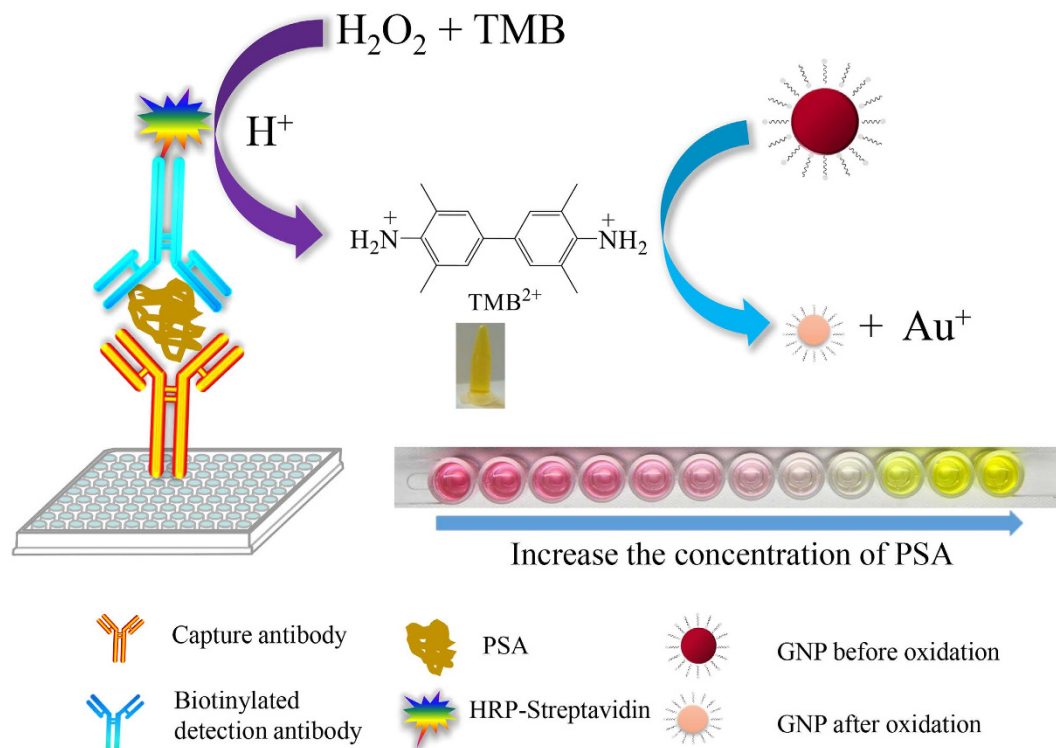 H₂O₂ + TMB
H⁺
H₂N⁺
⁺NH₂
TMB²⁺
+ Au⁺
Increase the concentration of PSA
Capture antibody
PSA
GNP before oxidation
Biotinylated
detection antibody
HRP-Streptavidin
GNP after oxidation